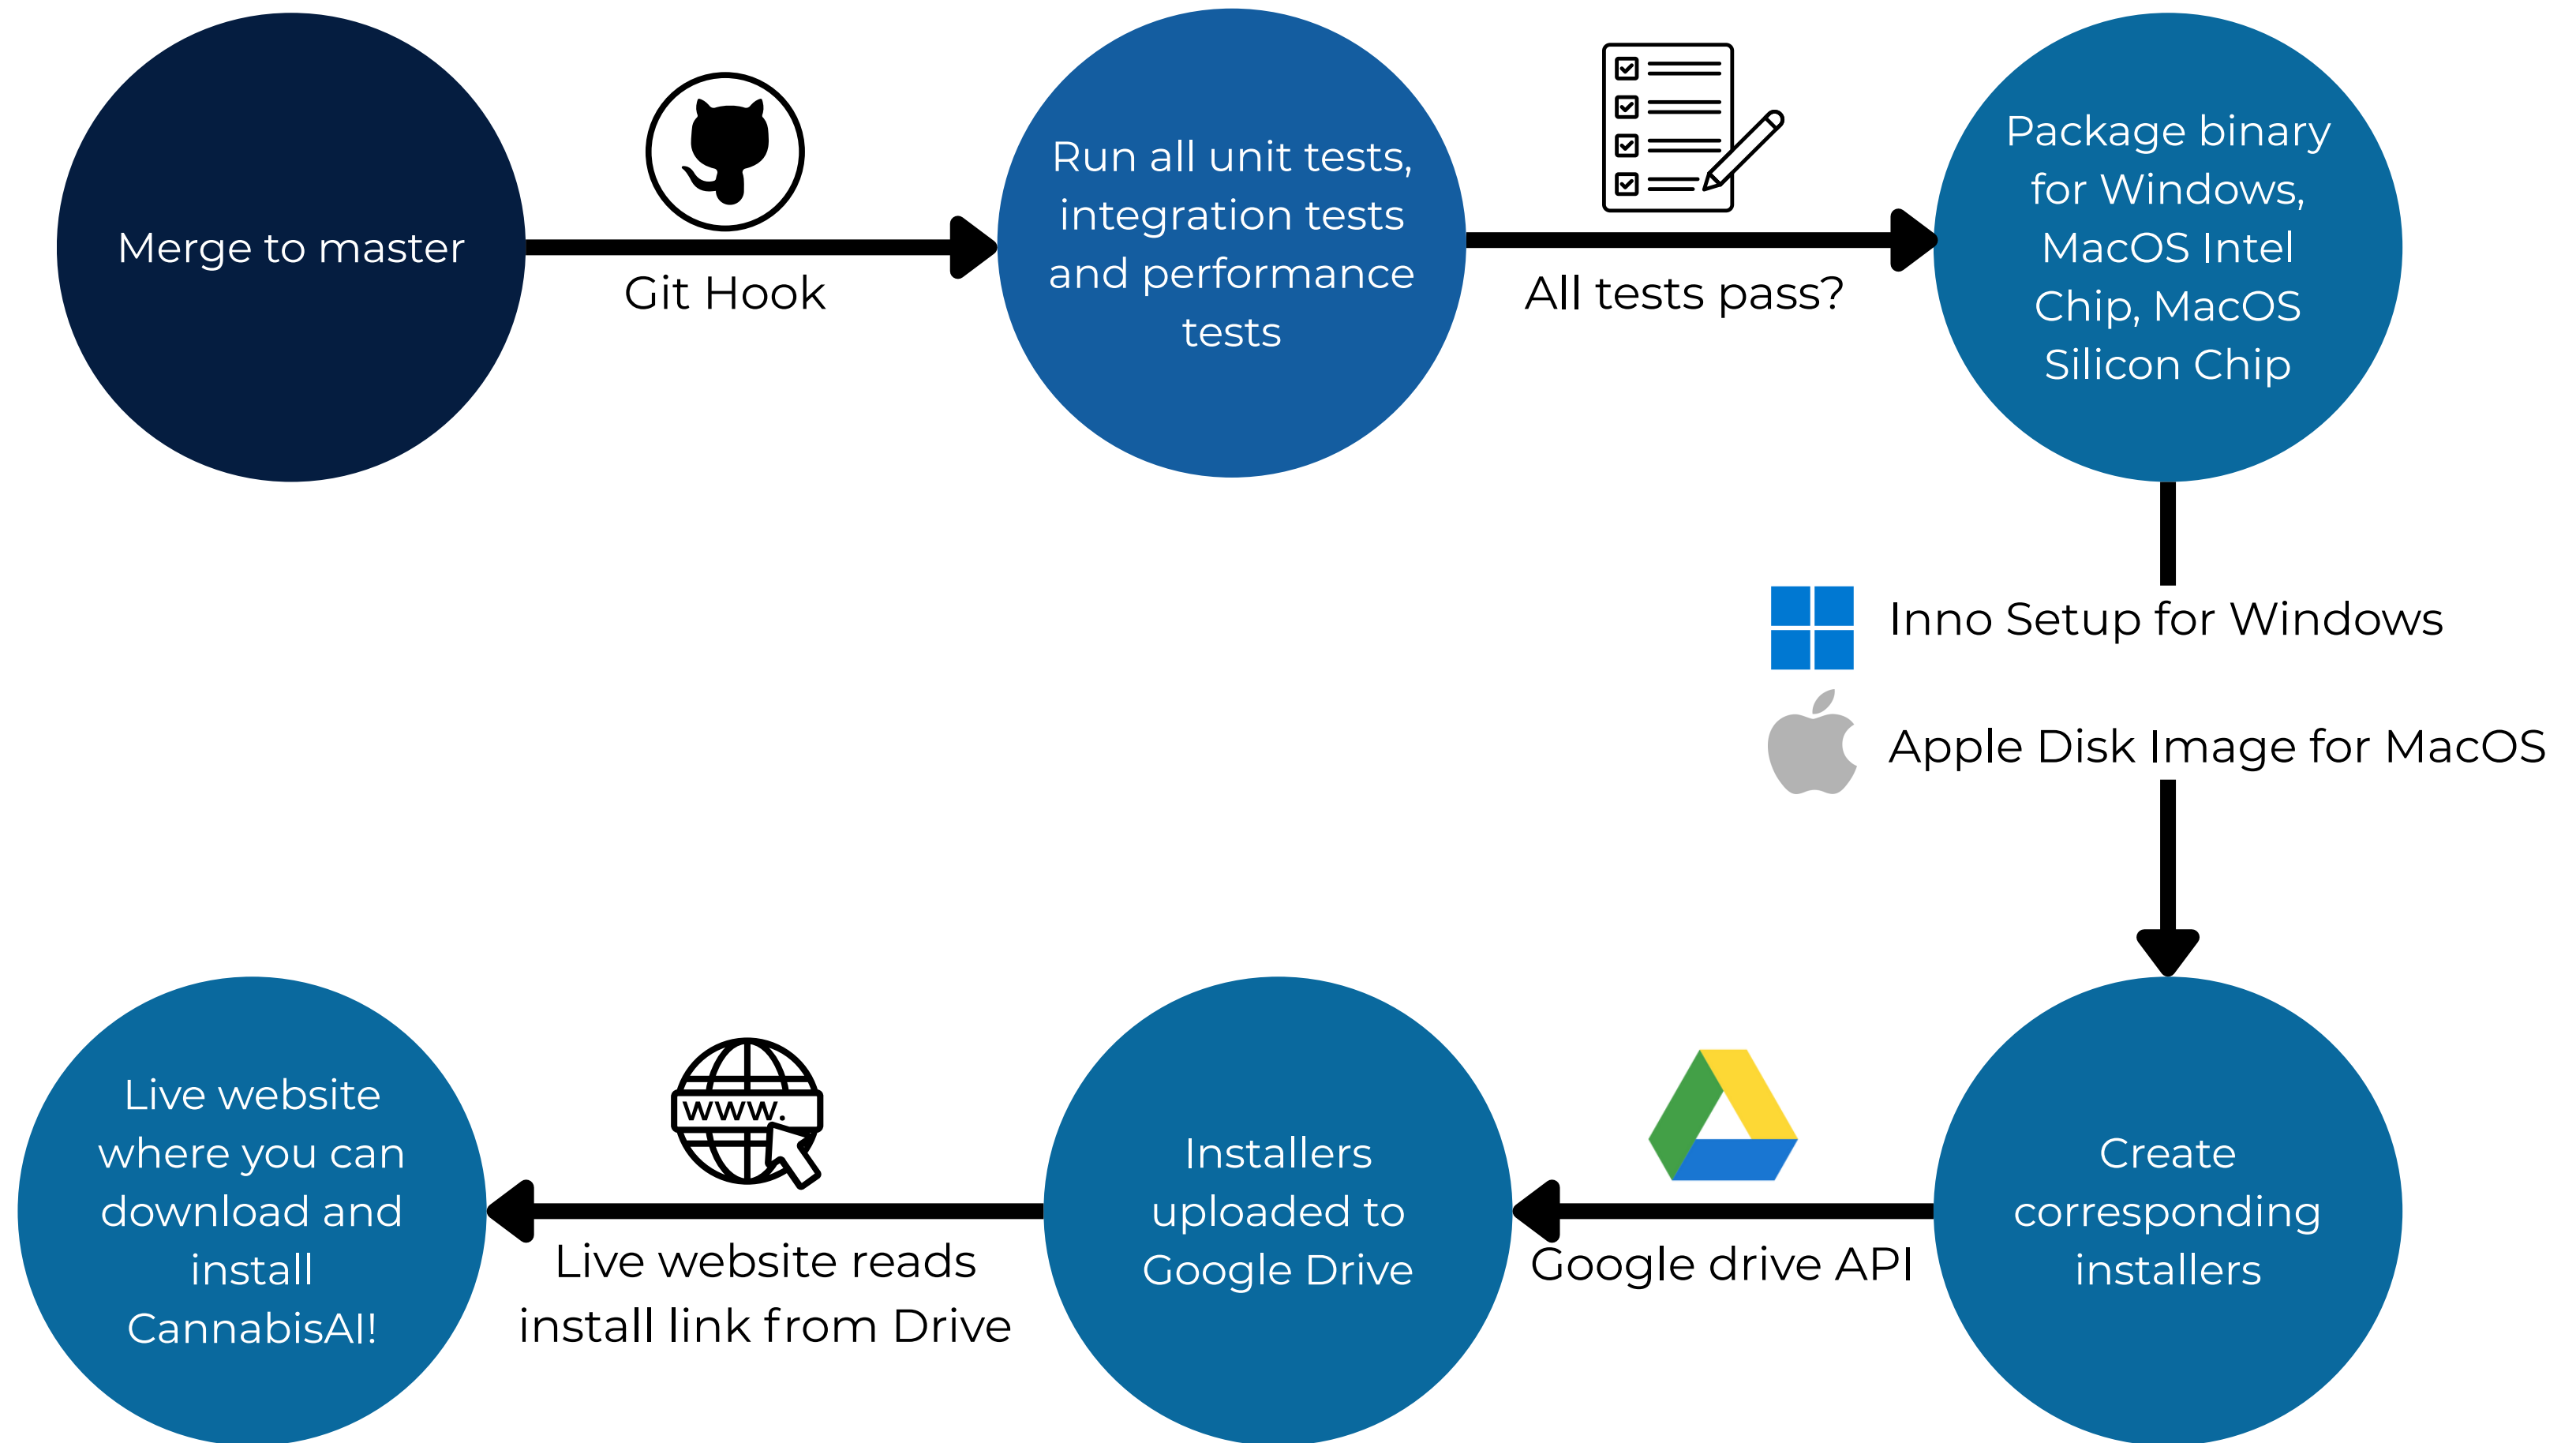 Merge to master
Git Hook
Run all unit tests,
integration tests
and performance
tests
All tests pass?
Package binary
for Windows,
MacOS Intel
Chip, MacOS
Silicon Chip
Inno Setup for Windows
Apple Disk Image for MacOS
Create
corresponding
installers
Google drive API
Installers
uploaded to
Google Drive
www.
Live website reads
install link from Drive
Live website
where you can
download and
install
CannabisAI!